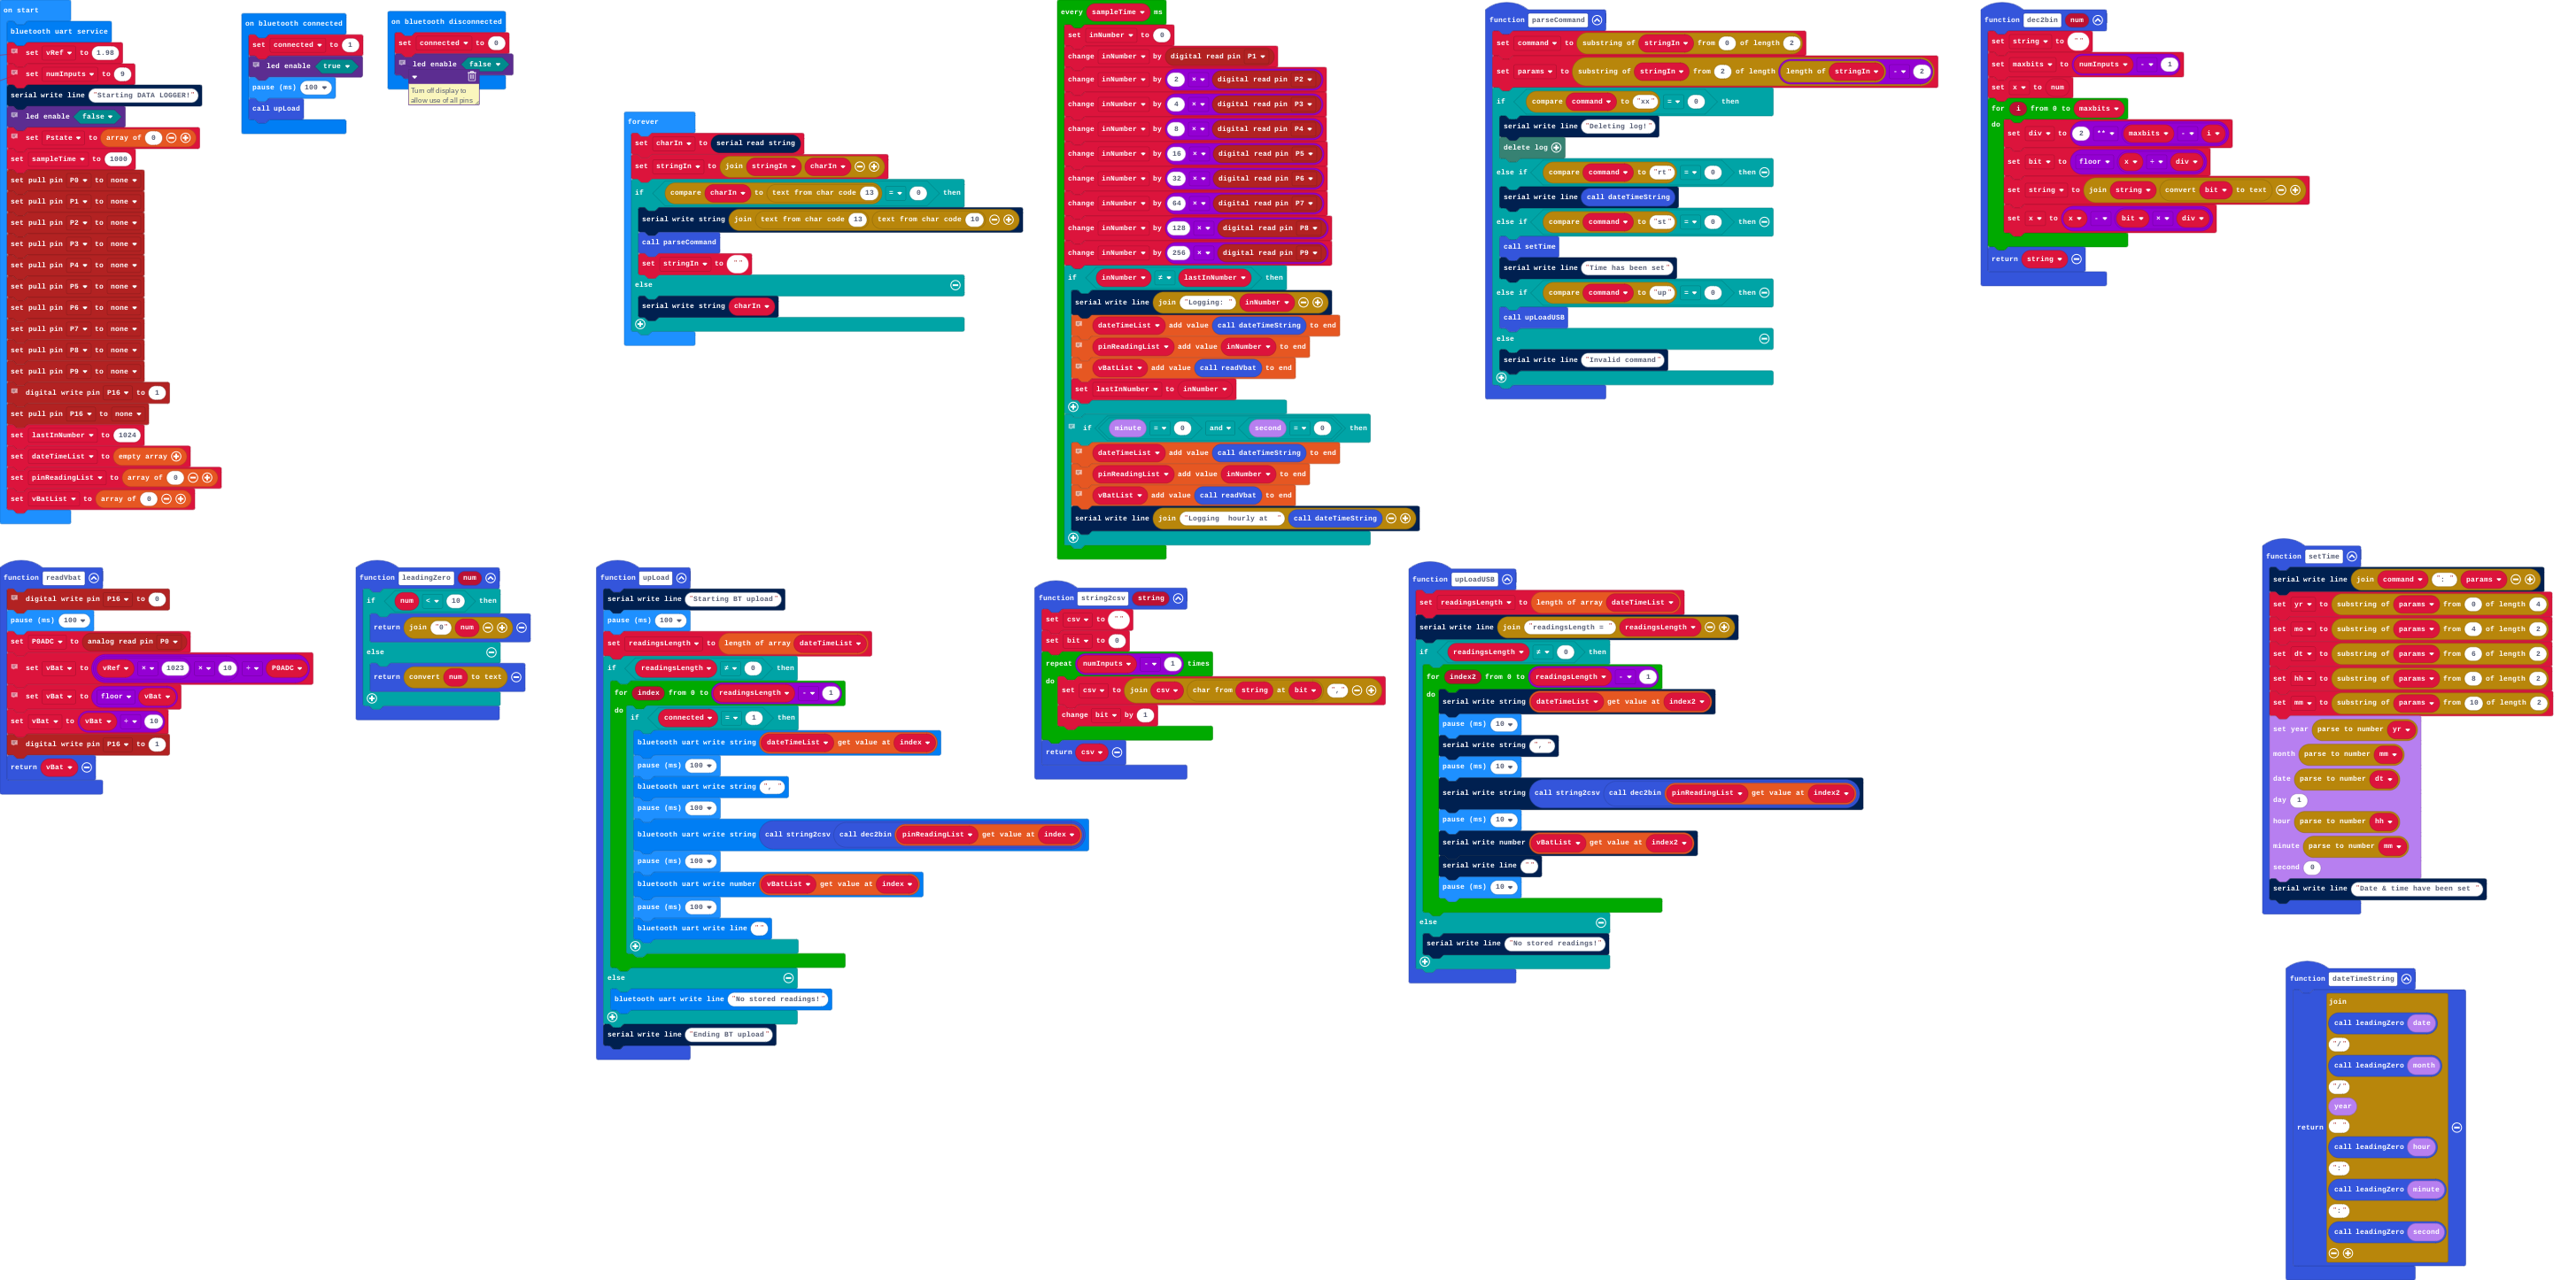 on start
bluetooth uart service
set vRef to 1.98
set numInputs to 9
serial write line "Starting DATA LOGGER!"
led enable false
set Pstate to array of 0
set sampleTime to 1000
set pull pin P0 to none
set pull pin P1 to none
set pull pin P2 to none
set pull pin P3 to none
set pull pin P4 to none
set pull pin P5 to none
set pull pin P6 to none
set pull pin P7 to none
set pull pin P8 to none
set pull pin P9 to none
digital write pin P16 to 1
set pull pin P16 to none
set lastInNumber to 1024
set dateTimeList to empty array
set pinReadingList to array of 0
set vBatList to array of 0
on bluetooth connected
set connected to 1
led enable true
pause (ms) 100
call upLoad
on bluetooth disconnected
set connected to 0
led enable false
Turn off display to
allow use of all pins
forever
set charIn to serial read string
set stringIn to join stringIn charIn
if compare charIn to text from char code 13 = 0 then
serial write string join text from char code 13 text from char code 10
call parseCommand
set stringIn to ""
else
serial write string charIn
every sampleTime ms
set inNumber to 0
change inNumber by digital read pin P1
change inNumber by 2 × digital read pin P2
change inNumber by 4 × digital read pin P3
change inNumber by 8 × digital read pin P4
change inNumber by 16 × digital read pin P5
change inNumber by 32 × digital read pin P6
change inNumber by 64 × digital read pin P7
change inNumber by 128 × digital read pin P8
change inNumber by 256 × digital read pin P9
if inNumber ≠ lastInNumber then
serial write line join "Logging: " inNumber
dateTimeList add value call dateTimeString to end
pinReadingList add value inNumber to end
vBatList add value call readVbat to end
set lastInNumber to inNumber
if minute = 0 and second = 0 then
dateTimeList add value call dateTimeString to end
pinReadingList add value inNumber to end
vBatList add value call readVbat to end
serial write line join "Logging  hourly at  " call dateTimeString
function parseCommand
set command to substring of stringIn from 0 of length 2
set params to substring of stringIn from 2 of length length of stringIn - 2
if compare command to "xx" = 0 then
serial write line "Deleting log!"
delete log
else if compare command to "rt" = 0 then
serial write line call dateTimeString
else if compare command to "st" = 0 then
call setTime
serial write line "Time has been set"
else if compare command to "up" = 0 then
call upLoadUSB
else
serial write line "Invalid command"
function dec2bin num
set string to ""
set maxbits to numInputs - 1
set x to num
for i from 0 to maxbits
do
set div to 2 ** maxbits - i
set bit to floor x ÷ div
set string to join string convert bit to text
set x to x - bit × div
return string
function readVbat
digital write pin P16 to 0
pause (ms) 100
set P0ADC to analog read pin P0
set vBat to vRef × 1023 × 10 ÷ P0ADC
set vBat to floor vBat
set vBat to vBat ÷ 10
digital write pin P16 to 1
return vBat
function leadingZero num
if num < 10 then
return join "0" num
else
return convert num to text
function upLoad
serial write line "Starting BT upload"
pause (ms) 100
set readingsLength to length of array dateTimeList
if readingsLength ≠ 0 then
for index from 0 to readingsLength - 1
do
if connected = 1 then
bluetooth uart write string dateTimeList get value at index
pause (ms) 100
bluetooth uart write string ", "
pause (ms) 100
bluetooth uart write string call string2csv call dec2bin pinReadingList get value at index
pause (ms) 100
bluetooth uart write number vBatList get value at index
pause (ms) 100
bluetooth uart write line ""
else
bluetooth uart write line "No stored readings!"
serial write line "Ending BT upload"
function string2csv string
set csv to ""
set bit to 0
repeat numInputs - 1 times
do
set csv to join csv char from string at bit ","
change bit by 1
return csv
function upLoadUSB
set readingsLength to length of array dateTimeList
serial write line join "readingsLength = " readingsLength
if readingsLength ≠ 0 then
for index2 from 0 to readingsLength - 1
do
serial write string dateTimeList get value at index2
pause (ms) 10
serial write string ", "
pause (ms) 10
serial write string call string2csv call dec2bin pinReadingList get value at index2
pause (ms) 10
serial write number vBatList get value at index2
serial write line ""
pause (ms) 10
else
serial write line "No stored readings!"
function setTime
serial write line join command ": " params
set yr to substring of params from 0 of length 4
set mo to substring of params from 4 of length 2
set dt to substring of params from 6 of length 2
set hh to substring of params from 8 of length 2
set mm to substring of params from 10 of length 2
set year parse to number yr
month parse to number mm
date parse to number dt
day 1
hour parse to number hh
minute parse to number mm
second 0
serial write line "Date & time have been set "
function dateTimeString
join
call leadingZero date
"/"
call leadingZero month
"/"
year
" "
return
call leadingZero hour
":"
call leadingZero minute
":"
call leadingZero second